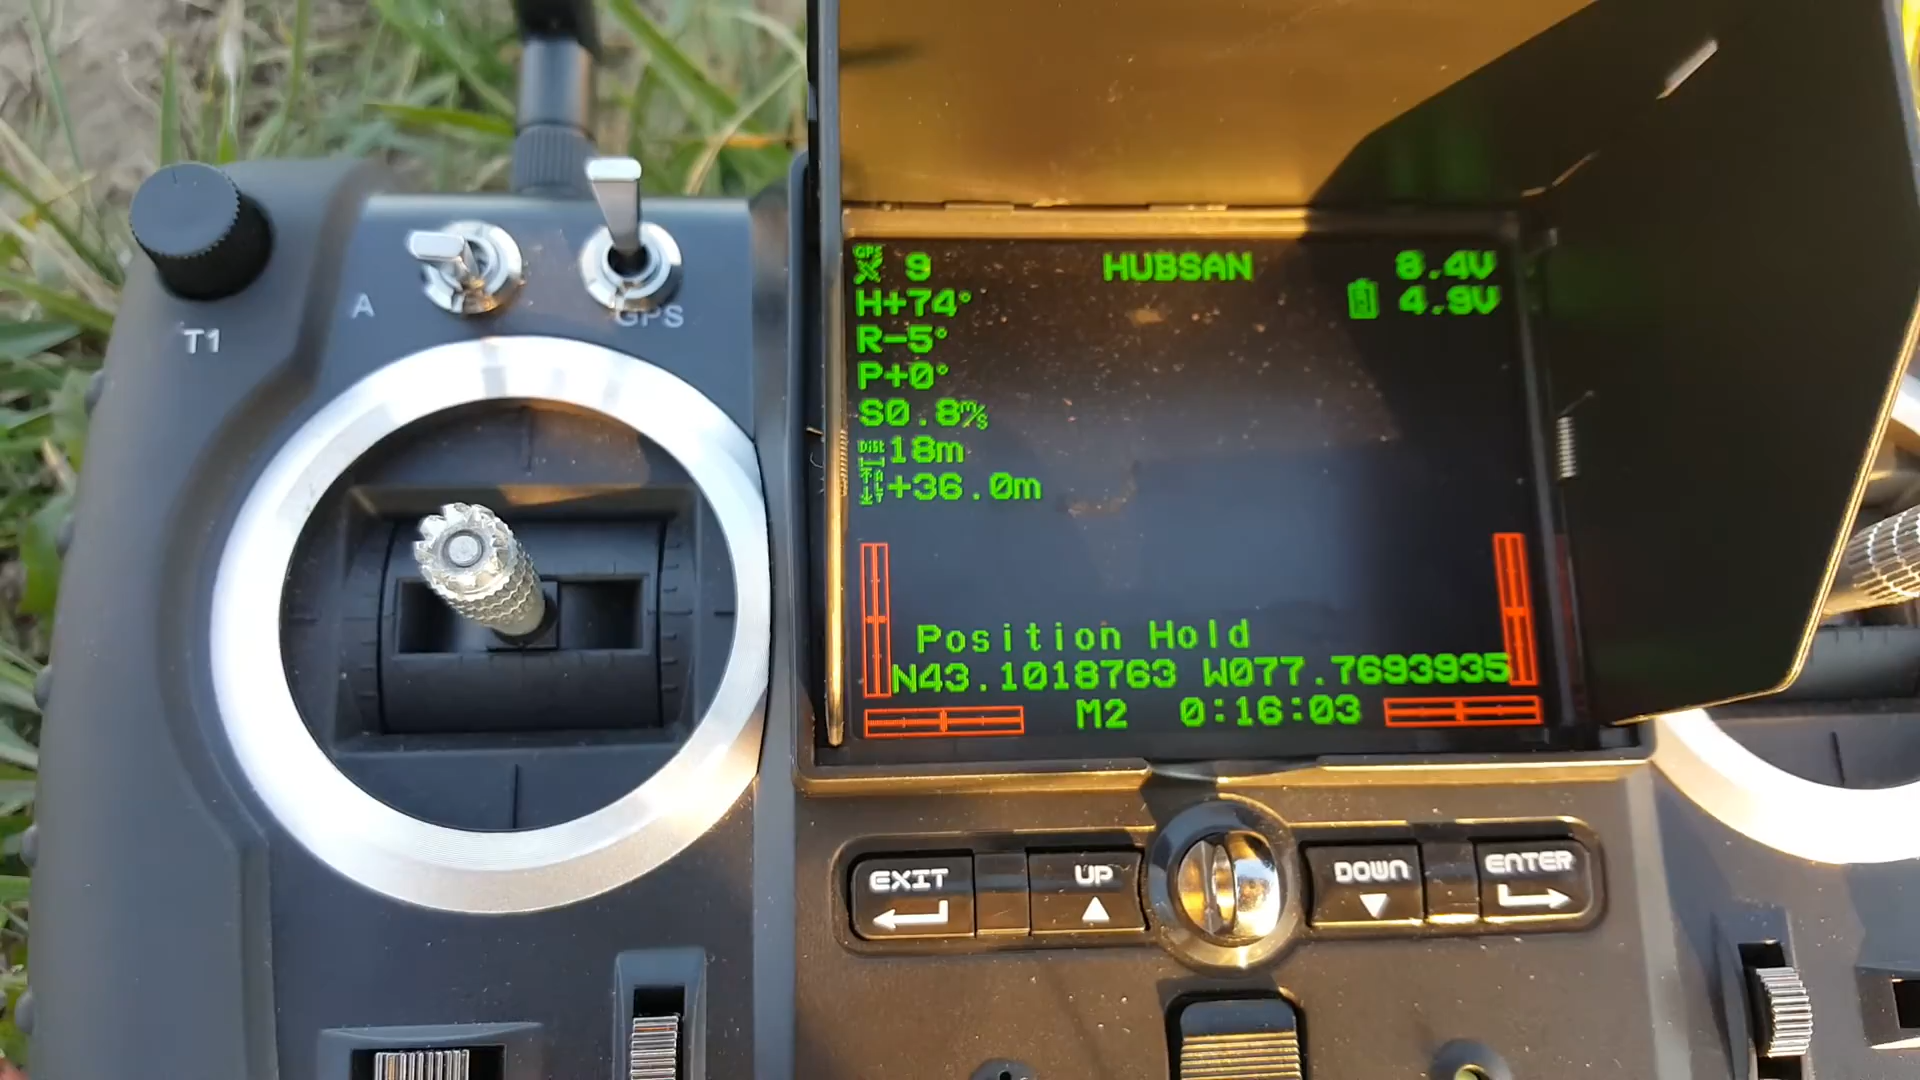 T1
A
GPS
GPS 9 HUBSAN 8.4V
H+74° 4.9V
R-5°
P+0°
S0.8m/s
Dist 18m
ALT +36.0m
Position Hold
N43.1018763 W077.7693935
M2 0:16:03
EXIT UP DOWN ENTER